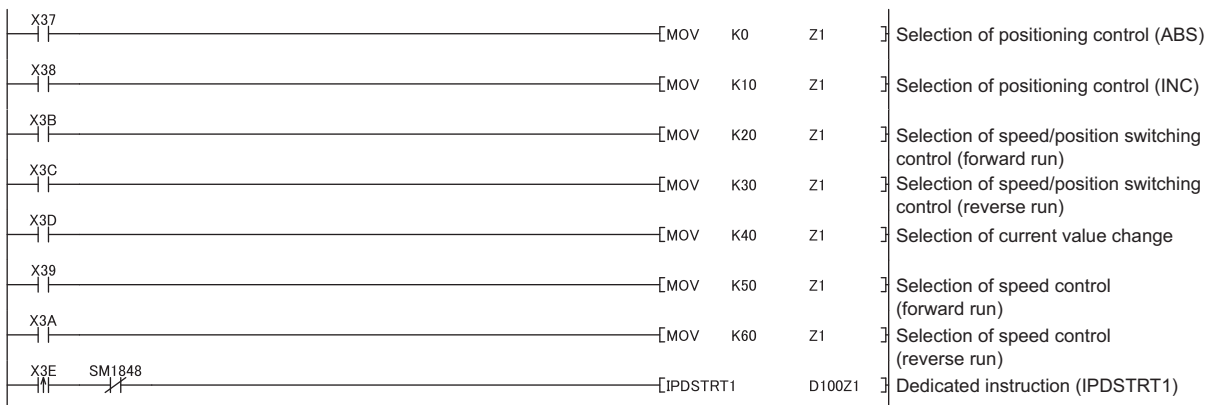 X37
[MOV K0 Z1 ] Selection of positioning control (ABS)
X38
[MOV K10 Z1 ] Selection of positioning control (INC)
X3B
[MOV K20 Z1 ] Selection of speed/position switching
control (forward run)
X3C
[MOV K30 Z1 ] Selection of speed/position switching
control (reverse run)
X3D
[MOV K40 Z1 ] Selection of current value change
X39
[MOV K50 Z1 ] Selection of speed control
(forward run)
X3A
[MOV K60 Z1 ] Selection of speed control
(reverse run)
X3E SM1848
[IPDSTRT1 D100Z1 ] Dedicated instruction (IPDSTRT1)